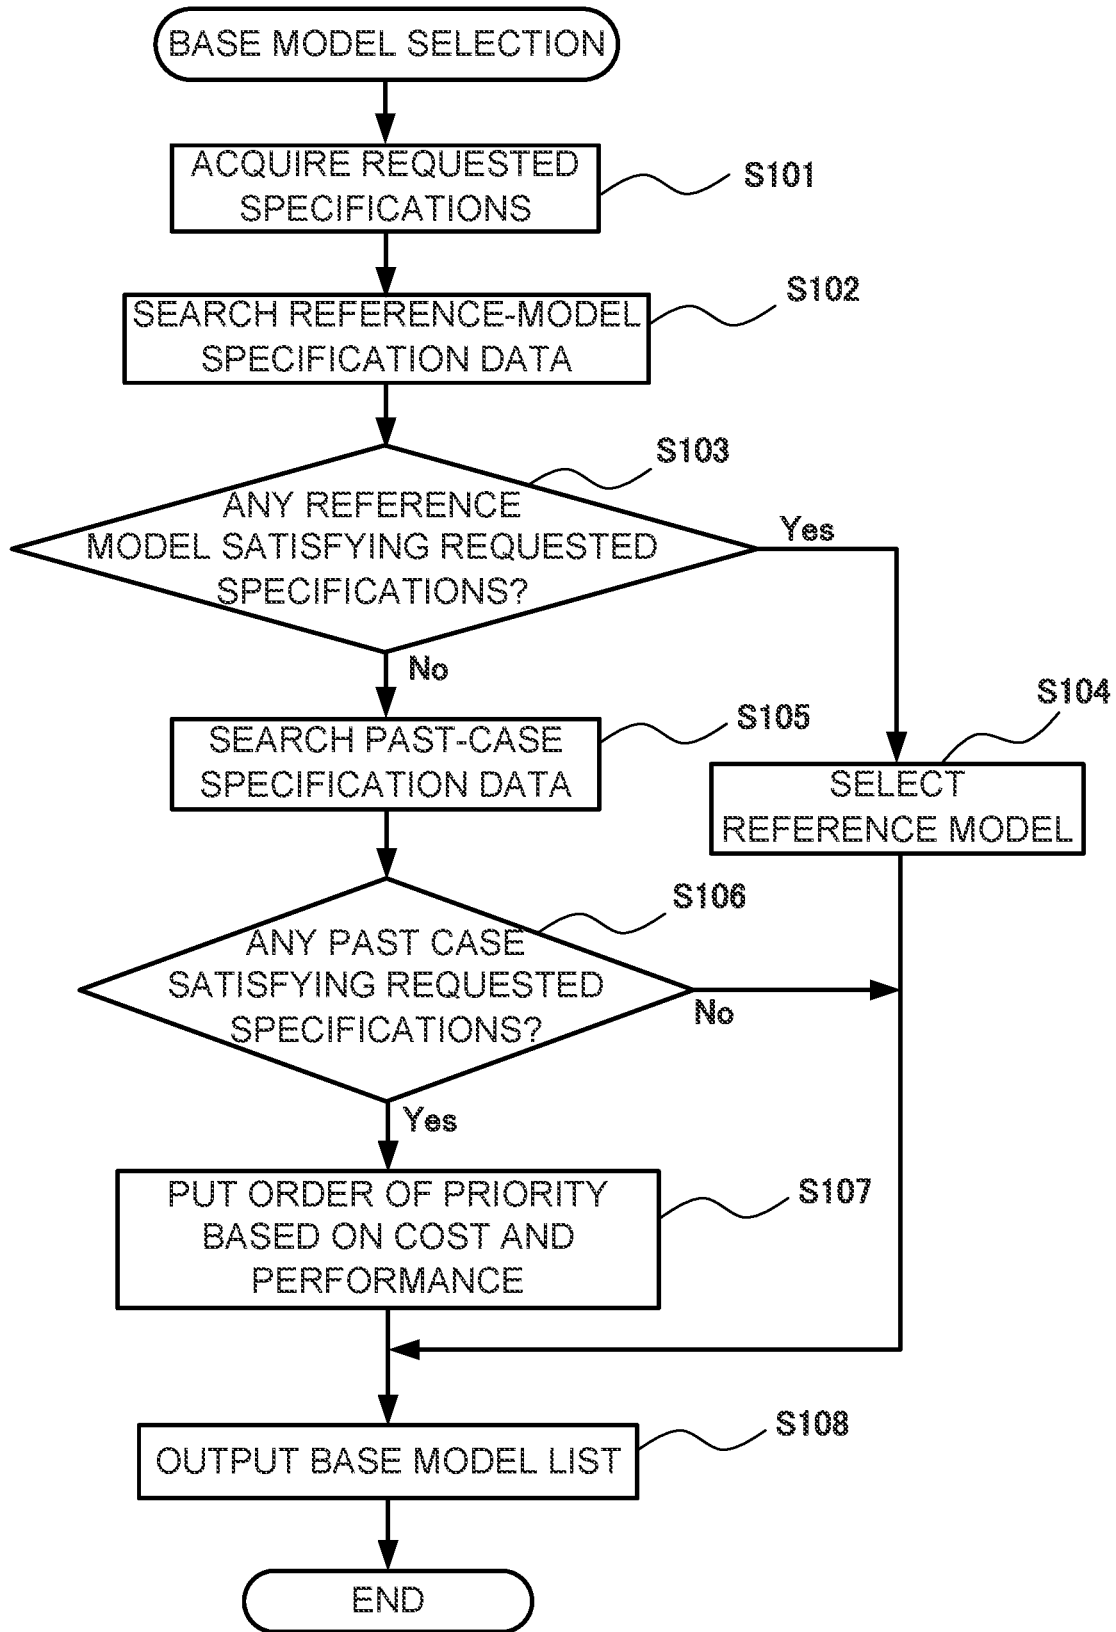 BASE MODEL SELECTION
ACQUIRE REQUESTED
SPECIFICATIONS
S101
SEARCH REFERENCE-MODEL
SPECIFICATION DATA
S102
ANY REFERENCE
MODEL SATISFYING REQUESTED
SPECIFICATIONS?
S103
Yes
No
SELECT
REFERENCE MODEL
S104
SEARCH PAST-CASE
SPECIFICATION DATA
S105
ANY PAST CASE
SATISFYING REQUESTED
SPECIFICATIONS?
S106
No
Yes
PUT ORDER OF PRIORITY
BASED ON COST AND
PERFORMANCE
S107
OUTPUT BASE MODEL LIST
S108
END